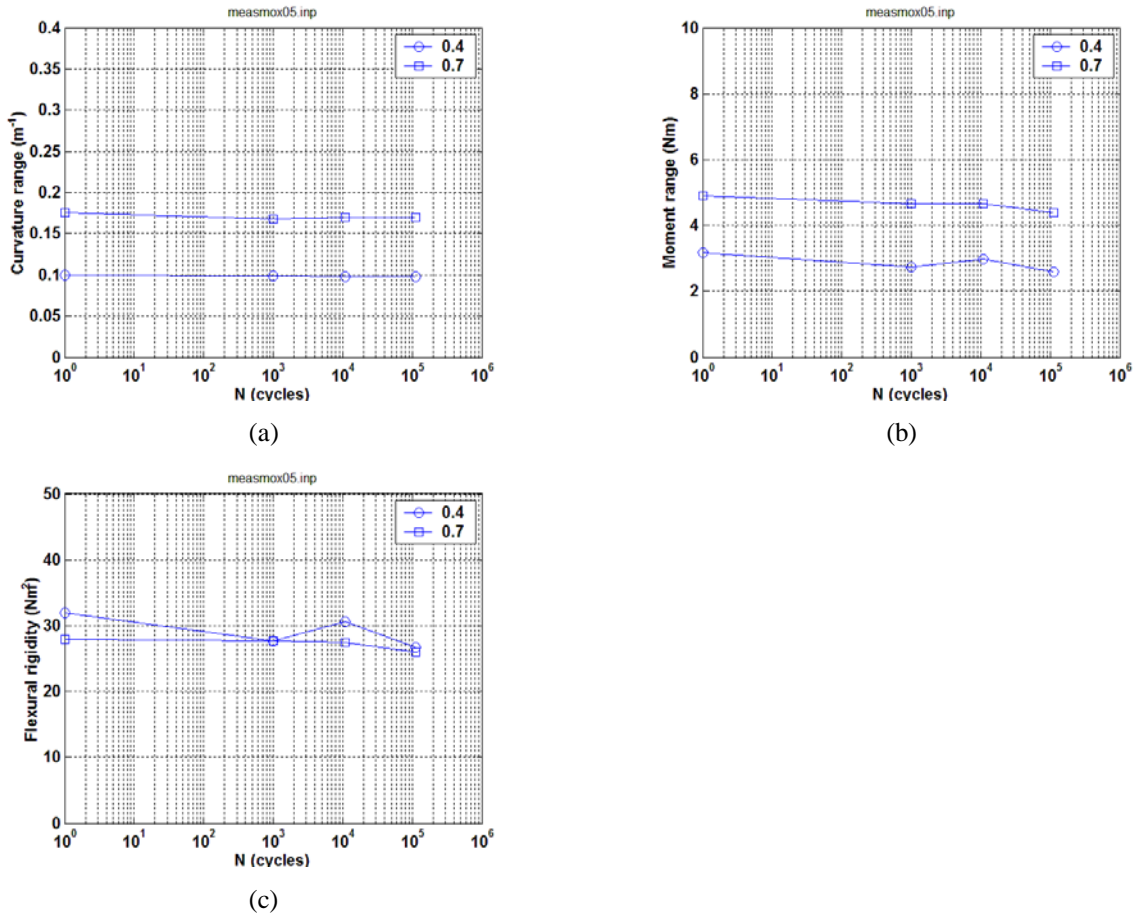 measmox05.inp
0.4
0.7
0.4
0.35
0.3
0.25
0.2
0.15
0.1
0.05
0
Curvature range (m⁻¹)
10⁰ 10¹ 10² 10³ 10⁴ 10⁵ 10⁶
N (cycles)
(a)
measmox05.inp
0.4
0.7
10
8
6
4
2
0
Moment range (Nm)
10⁰ 10¹ 10² 10³ 10⁴ 10⁵ 10⁶
N (cycles)
(b)
measmox05.inp
0.4
0.7
50
40
30
20
10
0
Flexural rigidity (Nm²)
10⁰ 10¹ 10² 10³ 10⁴ 10⁵ 10⁶
N (cycles)
(c)